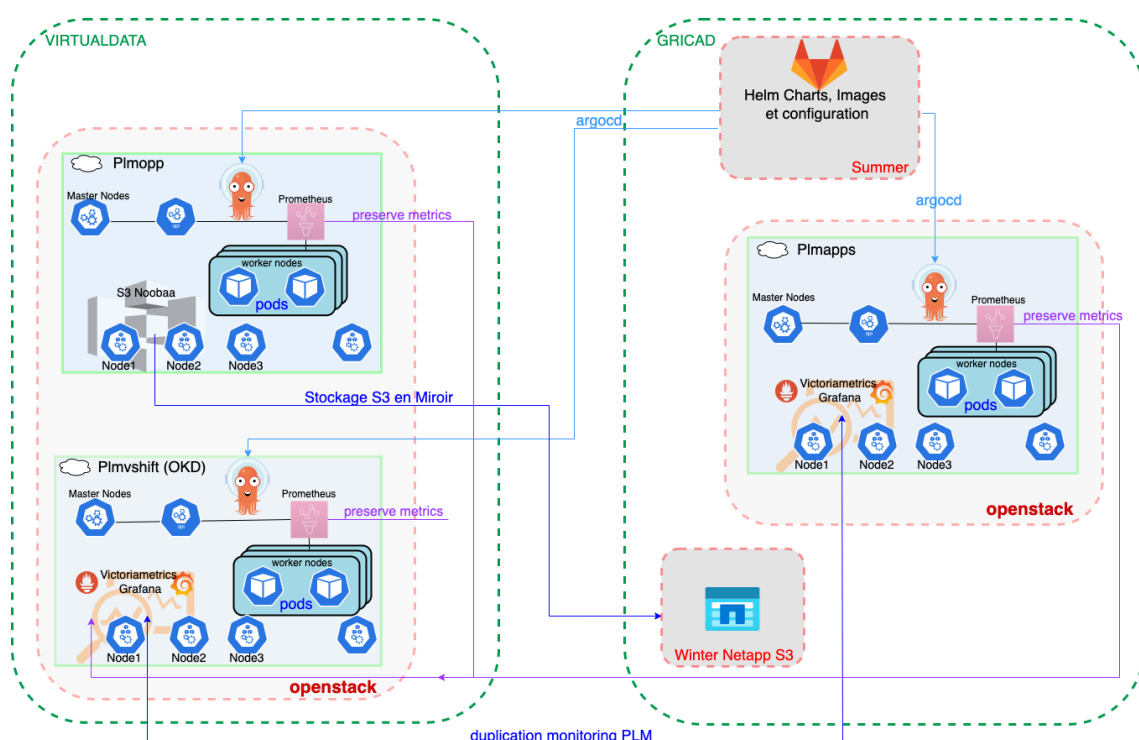 VIRTUALDATA
GRICAD
Helm Charts, Images
et configuration
Summer
argocd
argocd
Plmopp
Master Nodes
api
Prometheus
preserve metrics
worker nodes
pods
S3 Noobaa
Node1
Node2
Node3
Stockage S3 en Miroir
Plmapps
Master Nodes
api
Prometheus
preserve metrics
worker nodes
pods
Victoriametrics
Grafana
Node1
Node2
Node3
openstack
Plmvshift (OKD)
Master Nodes
api
Prometheus
preserve metrics
worker nodes
pods
Victoriametrics
Grafana
Node1
Node2
Node3
openstack
Winter Netapp S3
duplication monitoring PLM